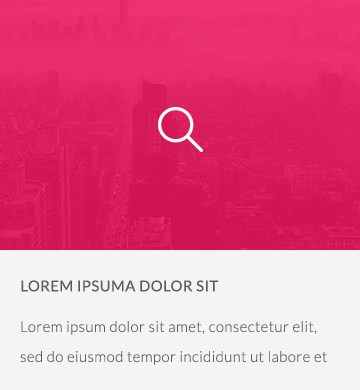 LOREM IPSUMA DOLOR SIT
Lorem ipsum dolor sit amet, consectetur elit,
sed do eiusmod tempor incididunt ut labore et